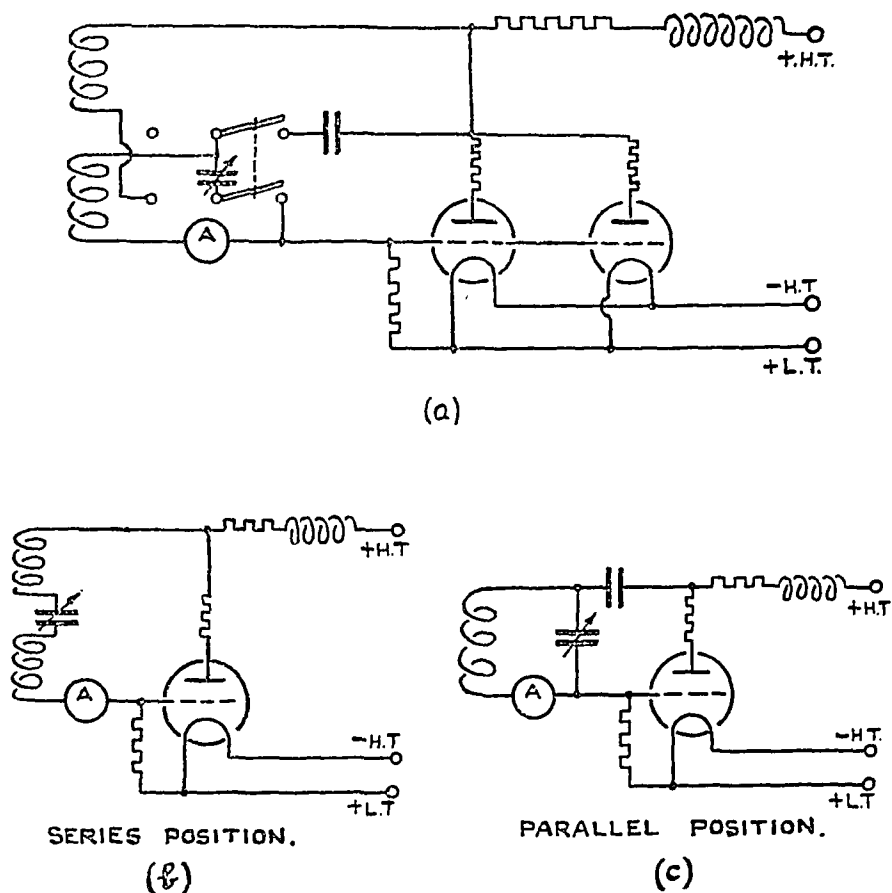 +.H.T.
A
-H.T
+L.T.
(a)
+H.T
A
-H.T
+L.T
SERIES POSITION.
(b)
+H.T
A
-H.T.
+L.T
PARALLEL POSITION.
(c)